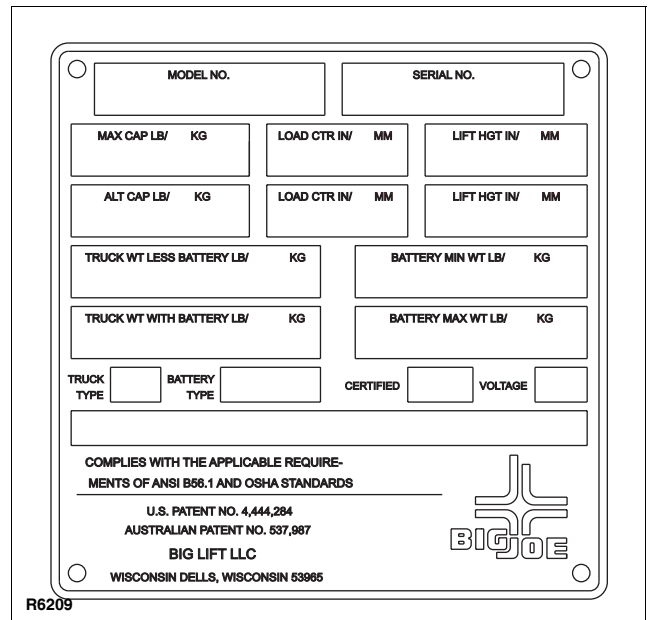 MODEL NO. SERIAL NO.
MAX CAP LB/ KG LOAD CTR IN/ MM LIFT HGT IN/ MM
ALT CAP LB/ KG LOAD CTR IN/ MM LIFT HGT IN/ MM
TRUCK WT LESS BATTERY LB/ KG BATTERY MIN WT LB/ KG
TRUCK WT WITH BATTERY LB/ KG BATTERY MAX WT LB/ KG
TRUCK BATTERY
TYPE TYPE CERTIFIED VOLTAGE
COMPLIES WITH THE APPLICABLE REQUIRE-
MENTS OF ANSI B56.1 AND OSHA STANDARDS
U.S. PATENT NO. 4,444,284
AUSTRALIAN PATENT NO. 537,987
BIG JOE
BIG LIFT LLC
WISCONSIN DELLS, WISCONSIN 53965
R6209